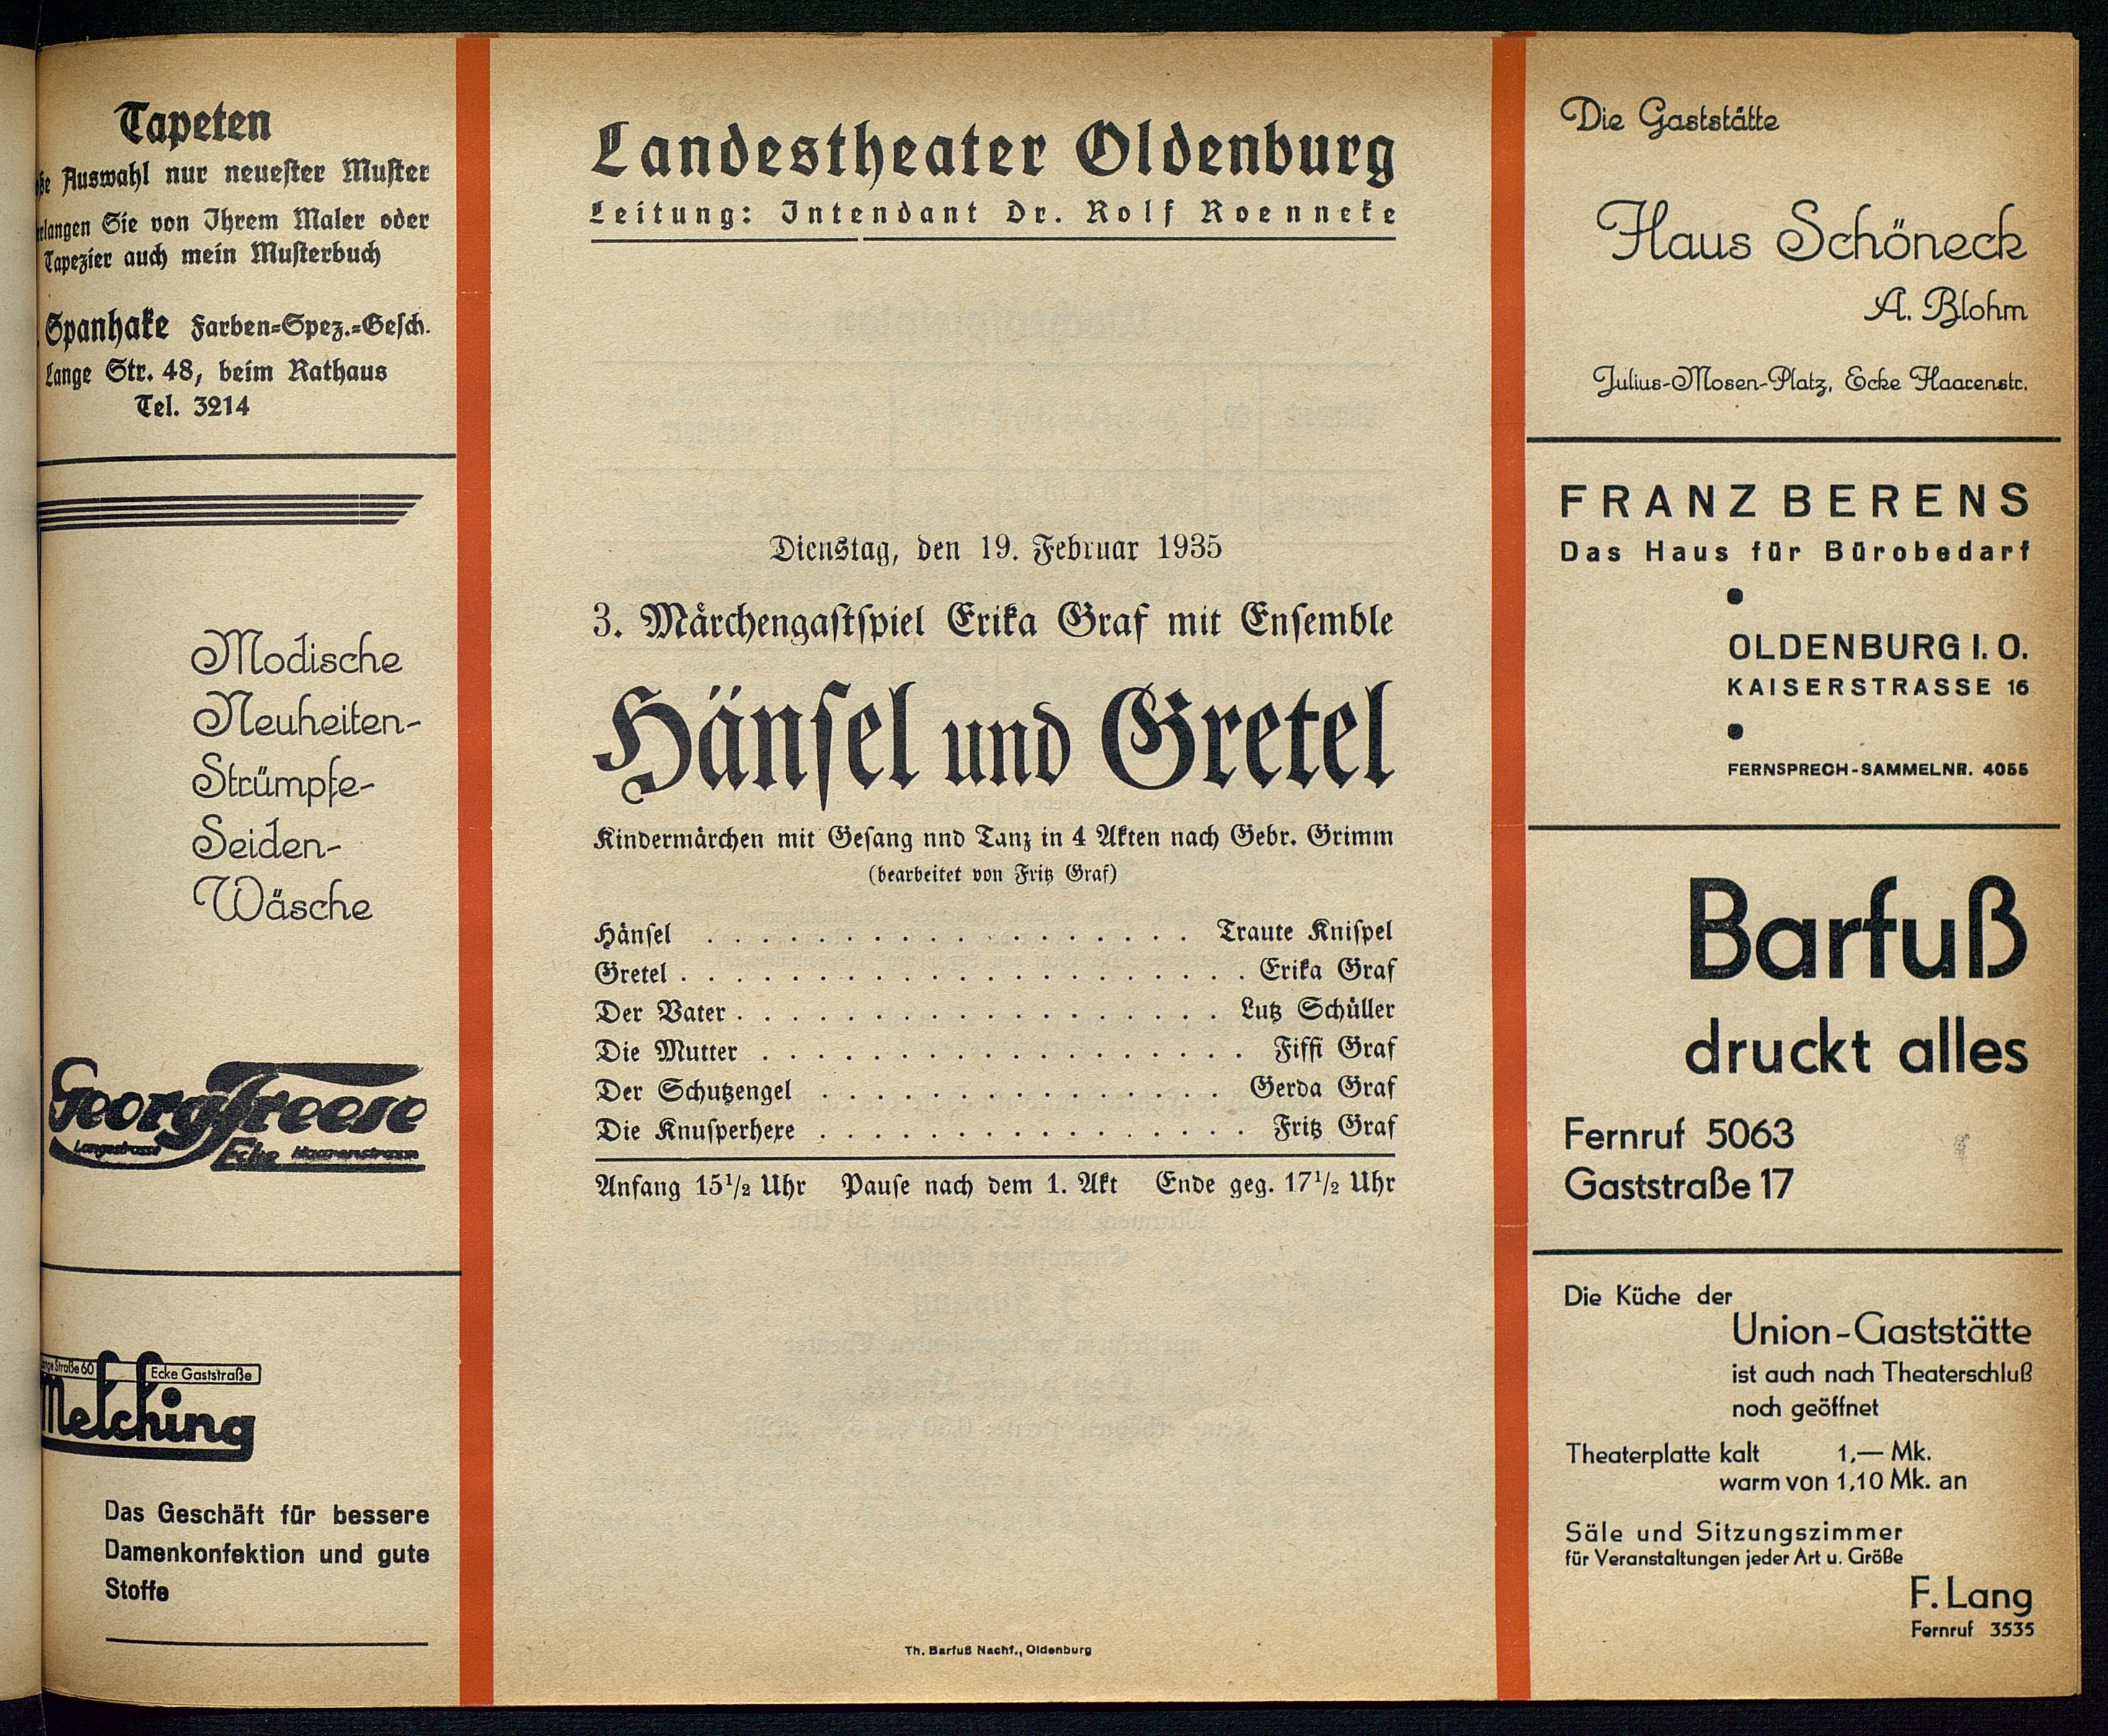 Tapeten
Auswahl nur neuester Muster
Sie von Ihrem Maler oder
Tapezier auch mein Musterbuch
Spanhake Farben=Spez.=Gesch.
Lange Str. 48, beim Rathaus
Tel. 3214
Modische
Neuheiten-
Strümpfe-
Seiden-
Wäsche
Georg Freese
Langestrasse Ecke Haarenstrasse
Straße 60 Ecke Gaststraße
Melching
Das Geschäft für bessere
Damenkonfektion und gute
Stoffe
Landestheater Oldenburg
Leitung: Intendant Dr. Rolf Roenneke
Dienstag, den 19. Februar 1935
3. Märchengastspiel Erika Graf mit Ensemble
Hänsel und Gretel
Kindermärchen mit Gesang nnd Tanz in 4 Akten nach Gebr. Grimm
(bearbeitet von Fritz Graf)
Hänsel . . . . . . . . . . . . . . . . . . Traute Knispel
Gretel . . . . . . . . . . . . . . . . . . . . . Erika Graf
Der Vater . . . . . . . . . . . . . . . . . . Lutz Schüller
Die Mutter . . . . . . . . . . . . . . . . . . Fiffi Graf
Der Schutzengel . . . . . . . . . . . . . . . Gerda Graf
Die Knusperhexe . . . . . . . . . . . . . . . . Fritz Graf
Anfang 15½ Uhr Pause nach dem 1. Akt Ende geg. 17½ Uhr
Th. Barfuß Nachf., Oldenburg
Die Gaststätte
Haus Schöneck
A. Blohm
Julius-Mosen-Platz, Ecke Haarenstr.
FRANZ BERENS
Das Haus für Bürobedarf
•
OLDENBURG I. O.
KAISERSTRASSE 16
•
FERNSPRECH-SAMMELNR. 4055
Barfuß
druckt alles
Fernruf 5063
Gaststraße 17
Die Küche der
Union-Gaststätte
ist auch nach Theaterschluß
noch geöffnet
Theaterplatte kalt 1,— Mk.
warm von 1,10 Mk. an
Säle und Sitzungszimmer
für Veranstaltungen jeder Art u. Größe
F. Lang
Fernruf 3535